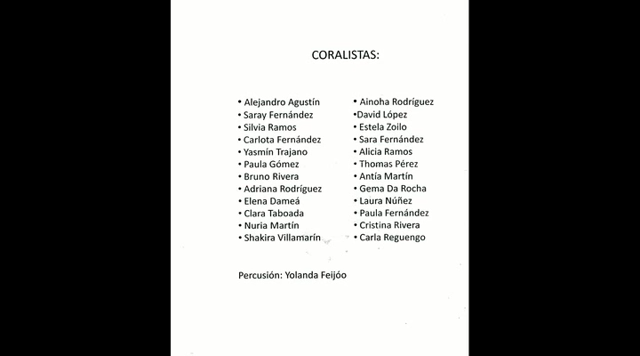 CORALISTAS:
• Alejandro Agustín
• Saray Fernández
• Silvia Ramos
• Carlota Fernández
• Yasmín Trajano
• Paula Gómez
• Bruno Rivera
• Adriana Rodríguez
• Elena Dameá
• Clara Taboada
• Nuria Martín
• Shakira Villamarín
• Ainoha Rodríguez
•David López
• Estela Zoilo
• Sara Fernández
• Alicia Ramos
• Thomas Pérez
• Antía Martín
• Gema Da Rocha
• Laura Núñez
• Paula Fernández
• Cristina Rivera
• Carla Reguengo
Percusión: Yolanda Feijóo